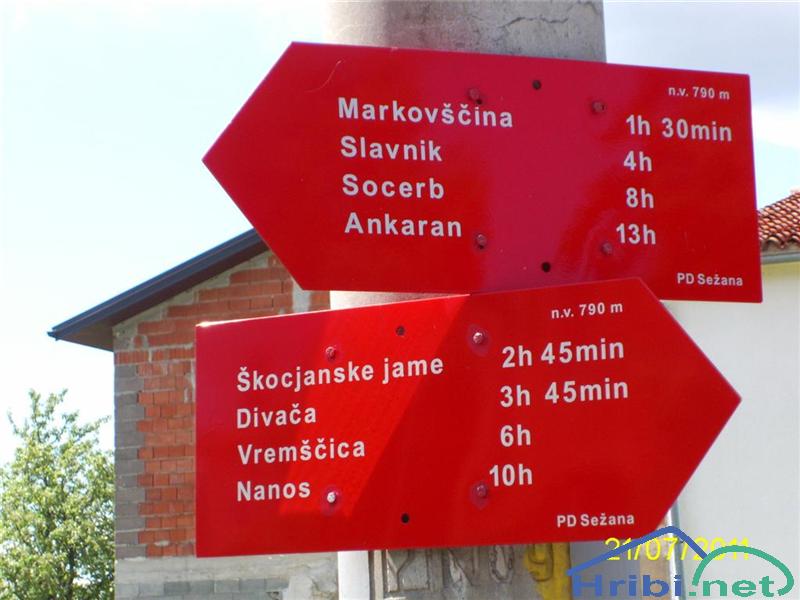 n.v. 790 m
Markovščina 1h 30min
Slavnik 4h
Socerb 8h
Ankaran 13h
PD Sežana
n.v. 790 m
Škocjanske jame 2h 45min
Divača 3h 45min
Vremščica 6h
Nanos 10h
PD Sežana
21/07/2011
Hribi.net